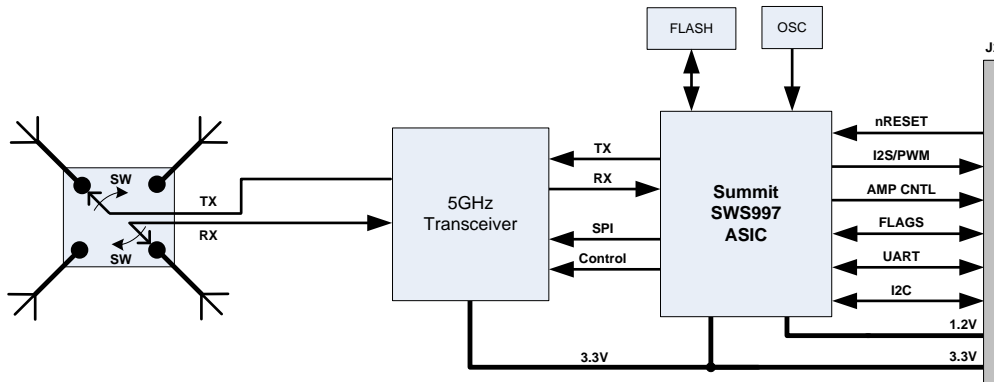 FLASH
OSC
J2
nRESET
I2S/PWM
AMP CNTL
FLAGS
UART
I2C
1.2V
3.3V
TX
RX
SPI
Control
Summit
SWS997
ASIC
5GHz
Transceiver
SW
TX
RX
SW
3.3V